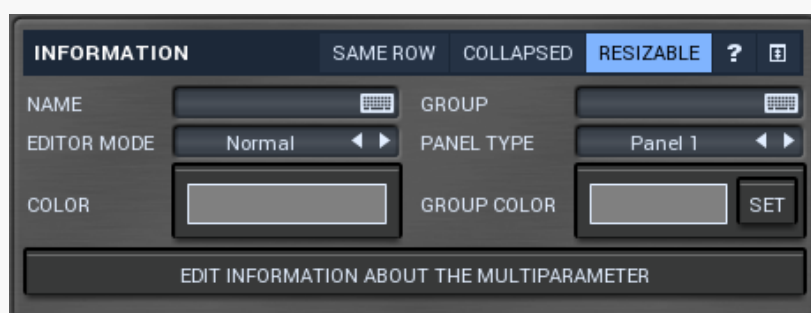 INFORMATION SAME ROW COLLAPSED RESIZABLE ?
NAME GROUP
EDITOR MODE Normal PANEL TYPE Panel 1
COLOR GROUP COLOR SET
EDIT INFORMATION ABOUT THE MULTIPARAMETER